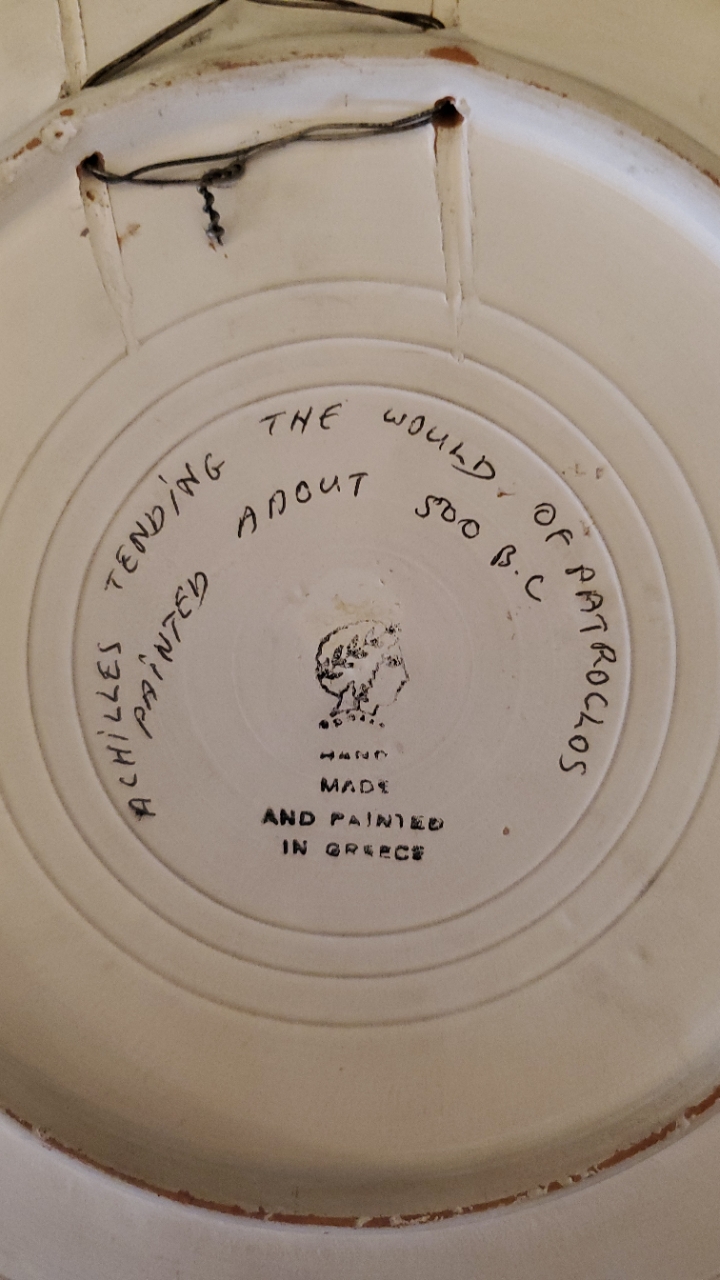 ACHILLES TENDING THE WOULD OF PATROCLOS
PAINTED ABOUT 500 B.C
HAND
MADE
AND PAINTED
IN GREECE